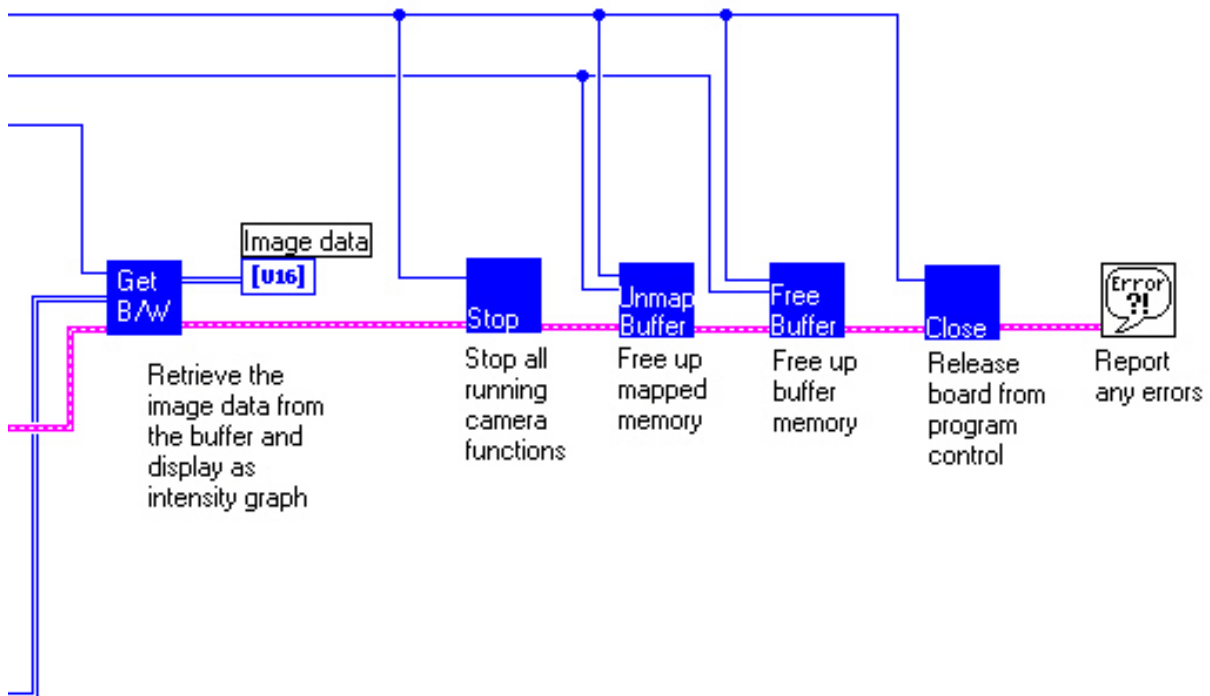 Image data
[U16]
Get
B/W
Retrieve the
image data from
the buffer and
display as
intensity graph
Stop
Stop all
running
camera
functions
Unmap
Buffer
Free up
mapped
memory
Free
Buffer
Free up
buffer
memory
Close
Release
board from
program
control
Error
?!
Report
any errors